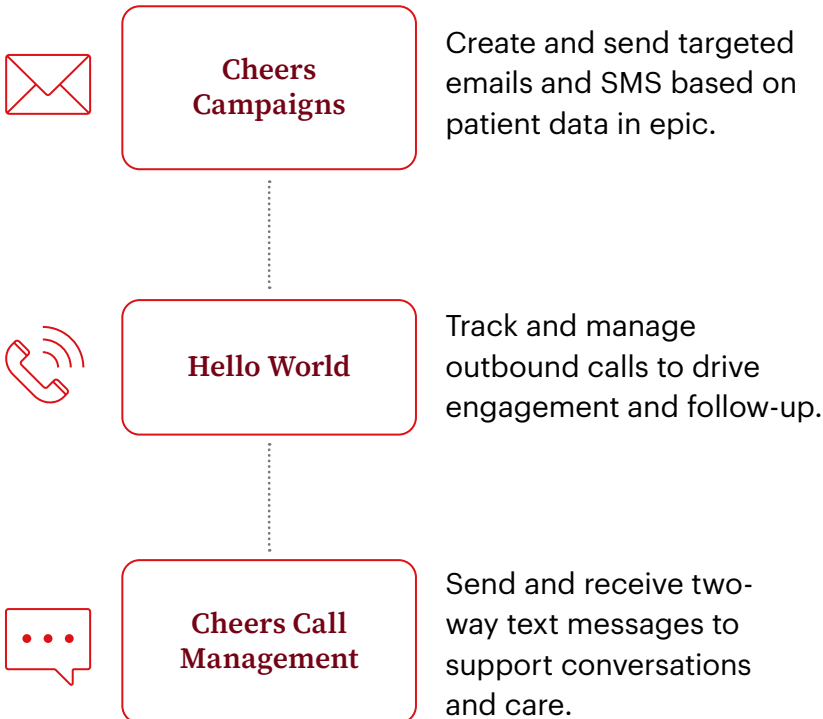 Cheers
Campaigns
Create and send targeted
emails and SMS based on
patient data in epic.
Hello World
Track and manage
outbound calls to drive
engagement and follow-up.
Cheers Call
Management
Send and receive two-
way text messages to
support conversations
and care.